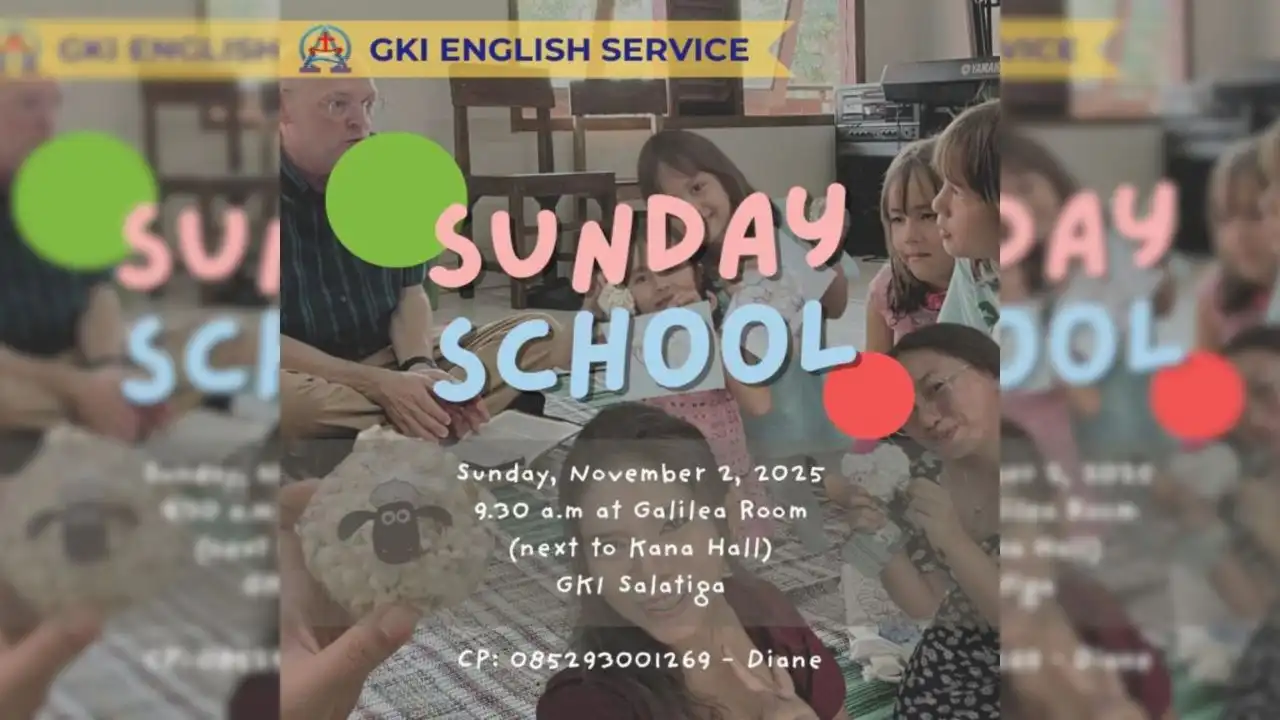 GKI ENGLISH SERVICE
YAMAHA
SUNDAY
SCHOOL
Sunday, November 2, 2025
9.30 a.m at Galilea Room
(next to Kana Hall)
GKI Salatiga
CP: 085293001269 - Diane